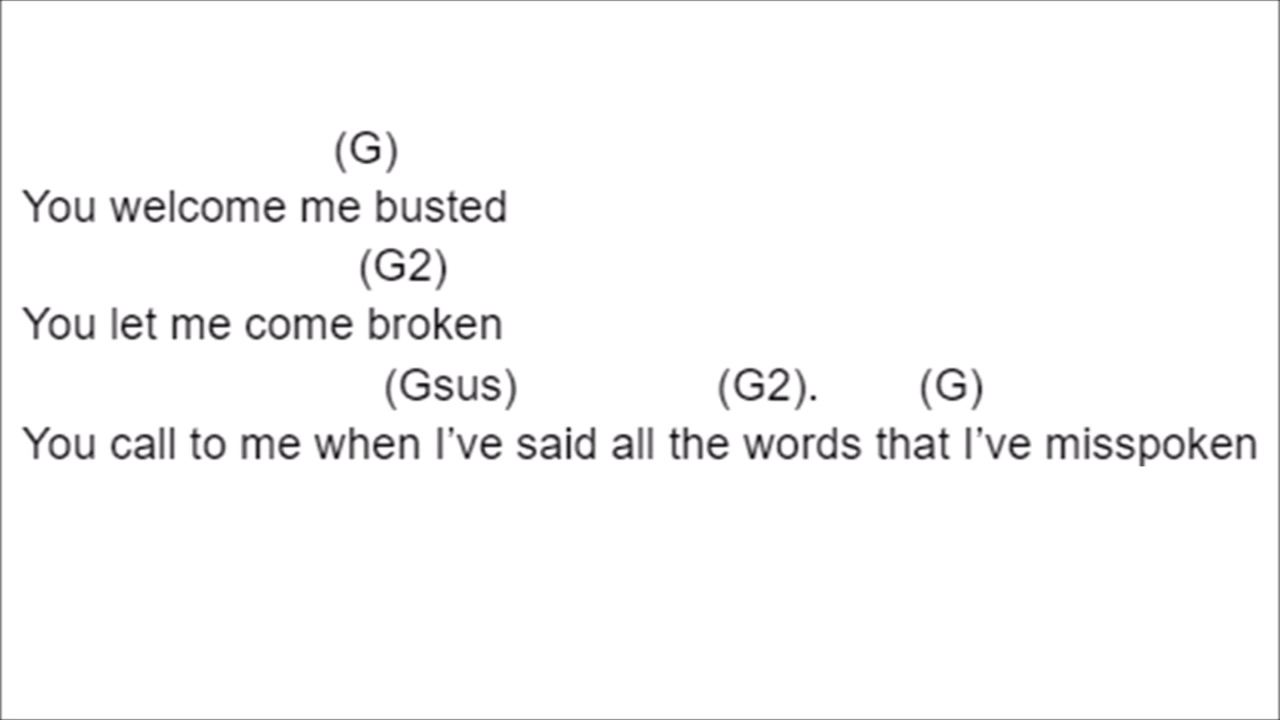 (G)
You welcome me busted
(G2)
You let me come broken
(Gsus) (G2). (G)
You call to me when I’ve said all the words that I’ve misspoken